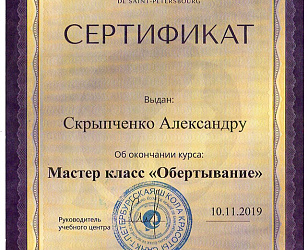 DE SAINT-PETERSBOURG
СЕРТИФИКАТ
Выдан:
Скрыпченко Александру
Об окончании курса:
Мастер класс «Обертывание»
Руководитель
учебного центра
10.11.2019